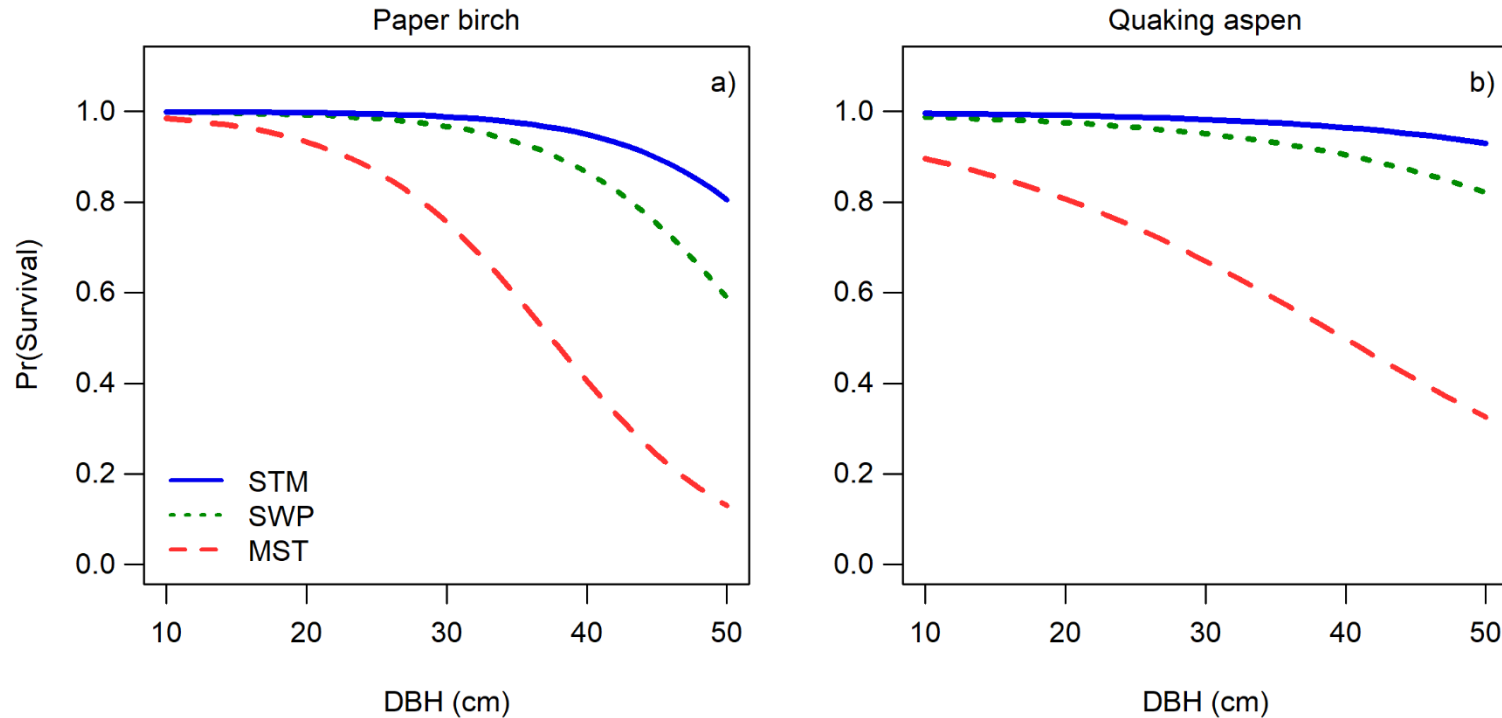 Paper birch
a)
Pr(Survival)
1.0
0.8
0.6
0.4
0.2
0.0
STM
SWP
MST
10 20 30 40 50
DBH (cm)
Quaking aspen
b)
1.0
0.8
0.6
0.4
0.2
0.0
10 20 30 40 50
DBH (cm)